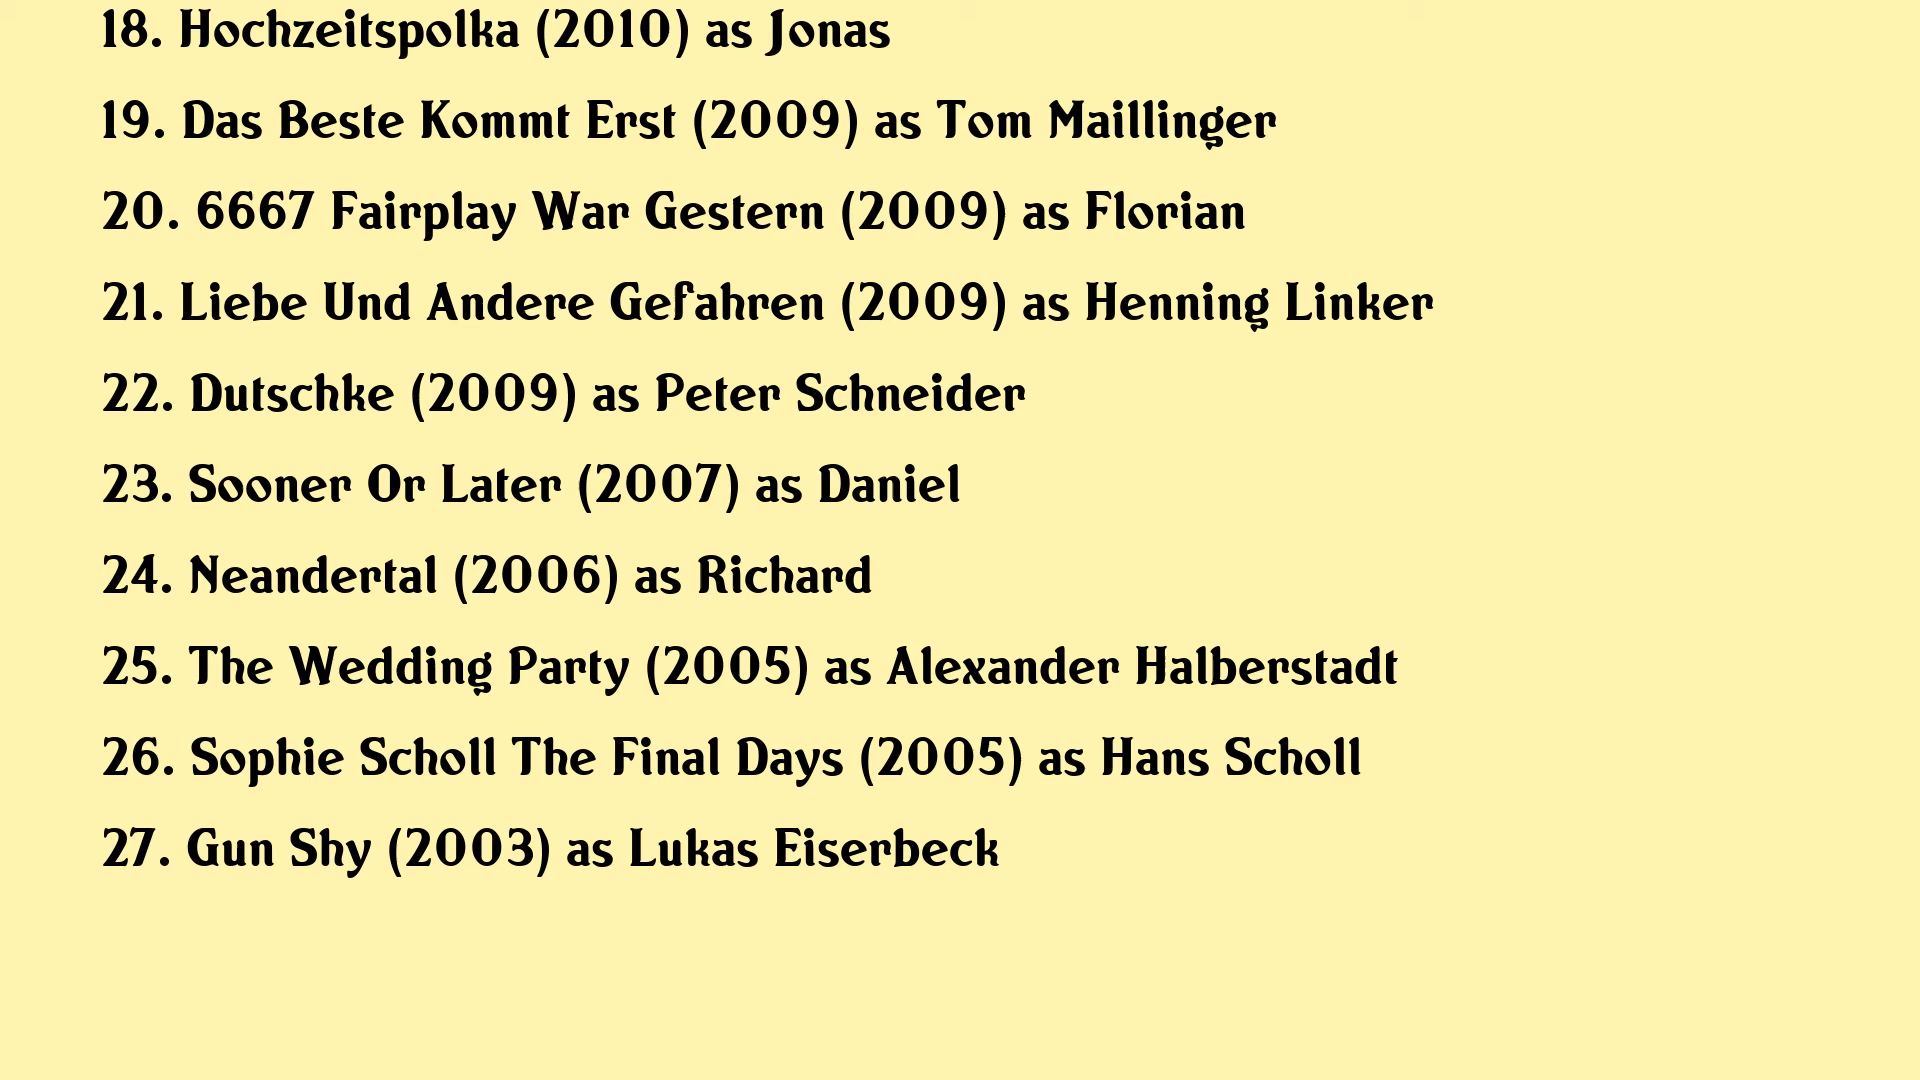 18. Hochzeitspolka (2010) as Jonas
19. Das Beste Kommt Erst (2009) as Tom Maillinger
20. 6667 Fairplay War Gestern (2009) as Florian
21. Liebe Und Andere Gefahren (2009) as Henning Linker
22. Dutschke (2009) as Peter Schneider
23. Sooner Or Later (2007) as Daniel
24. Neandertal (2006) as Richard
25. The Wedding Party (2005) as Alexander Halberstadt
26. Sophie Scholl The Final Days (2005) as Hans Scholl
27. Gun Shy (2003) as Lukas Eiserbeck